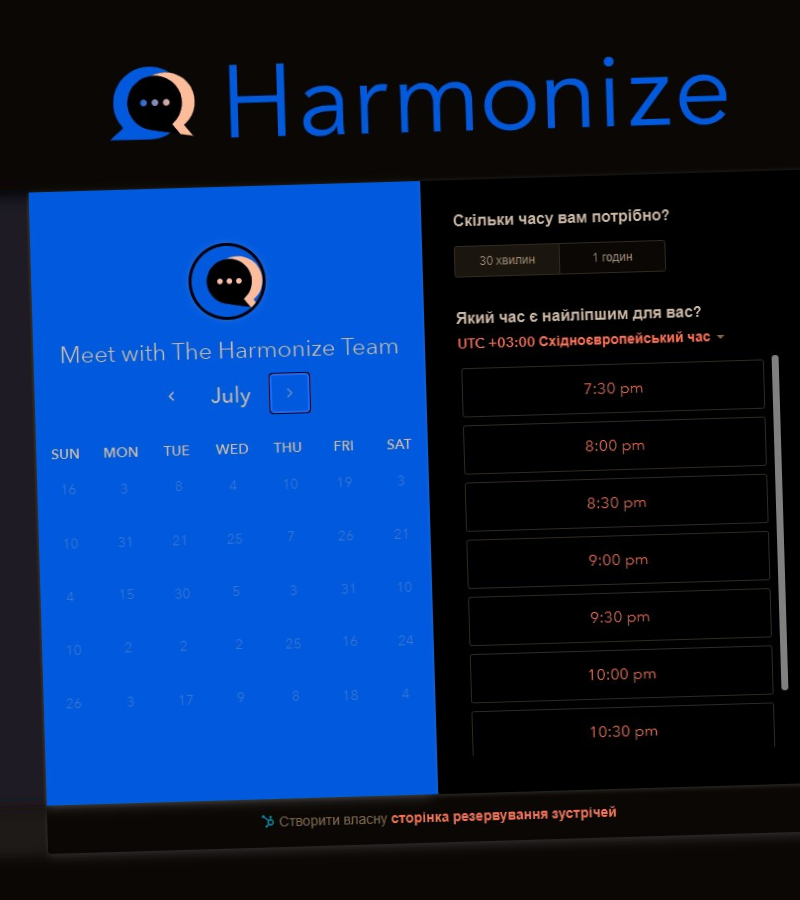 Harmonize
Meet with The Harmonize Team
July
SUN MON TUE WED THU FRI SAT
16 3 8 4 10 19 3
10 31 21 25 7 26 21
4 15 30 5 3 31 10
10 2 2 2 25 16 24
26 3 17 9 8 18 4
Скільки часу вам потрібно?
30 хвилин 1 годин
Який час є найліпшим для вас?
UTC +03:00 Східноєвропейський час
7:30 pm
8:00 pm
8:30 pm
9:00 pm
9:30 pm
10:00 pm
10:30 pm
Створити власну сторінка резервування зустрічей